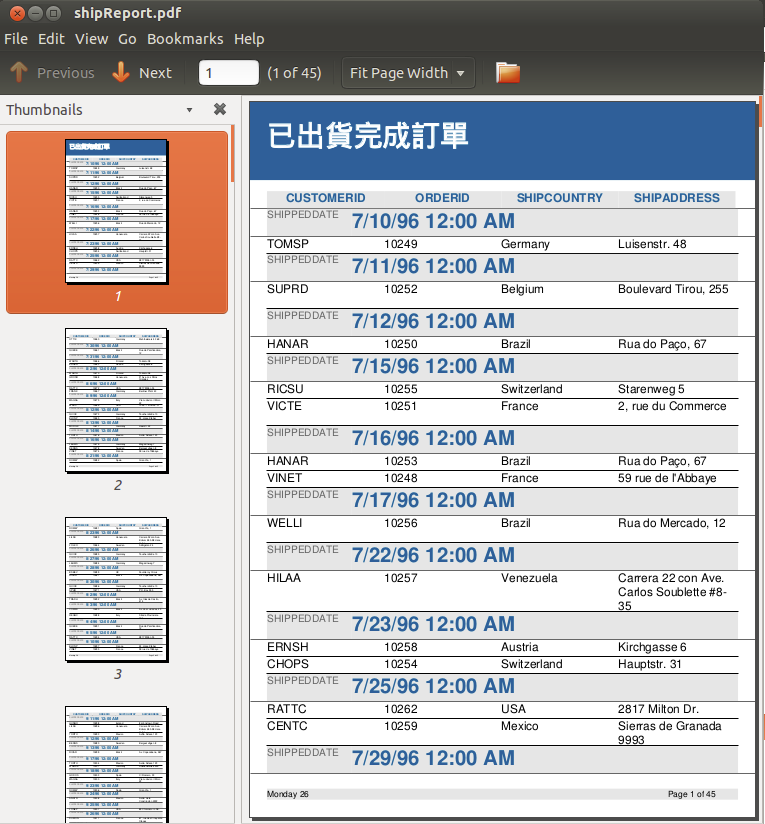 shipReport.pdf
File Edit View Go Bookmarks Help
Previous Next 1 (1 of 45) Fit Page Width
Thumbnails
1
2
3
已出貨完成訂單
CUSTOMERID ORDERID SHIPCOUNTRY SHIPADDRESS
SHIPPEDDATE 7/10/96 12:00 AM
TOMSP 10249 Germany Luisenstr. 48
SHIPPEDDATE 7/11/96 12:00 AM
SUPRD 10252 Belgium Boulevard Tirou, 255
SHIPPEDDATE 7/12/96 12:00 AM
HANAR 10250 Brazil Rua do Paço, 67
SHIPPEDDATE 7/15/96 12:00 AM
RICSU 10255 Switzerland Starenweg 5
VICTE 10251 France 2, rue du Commerce
SHIPPEDDATE 7/16/96 12:00 AM
HANAR 10253 Brazil Rua do Paço, 67
VINET 10248 France 59 rue de l'Abbaye
SHIPPEDDATE 7/17/96 12:00 AM
WELLI 10256 Brazil Rua do Mercado, 12
SHIPPEDDATE 7/22/96 12:00 AM
HILAA 10257 Venezuela Carrera 22 con Ave.
Carlos Soublette #8-
35
SHIPPEDDATE 7/23/96 12:00 AM
ERNSH 10258 Austria Kirchgasse 6
CHOPS 10254 Switzerland Hauptstr. 31
SHIPPEDDATE 7/25/96 12:00 AM
RATTC 10262 USA 2817 Milton Dr.
CENTC 10259 Mexico Sierras de Granada
9993
SHIPPEDDATE 7/29/96 12:00 AM
Monday 26 Page 1 of 45